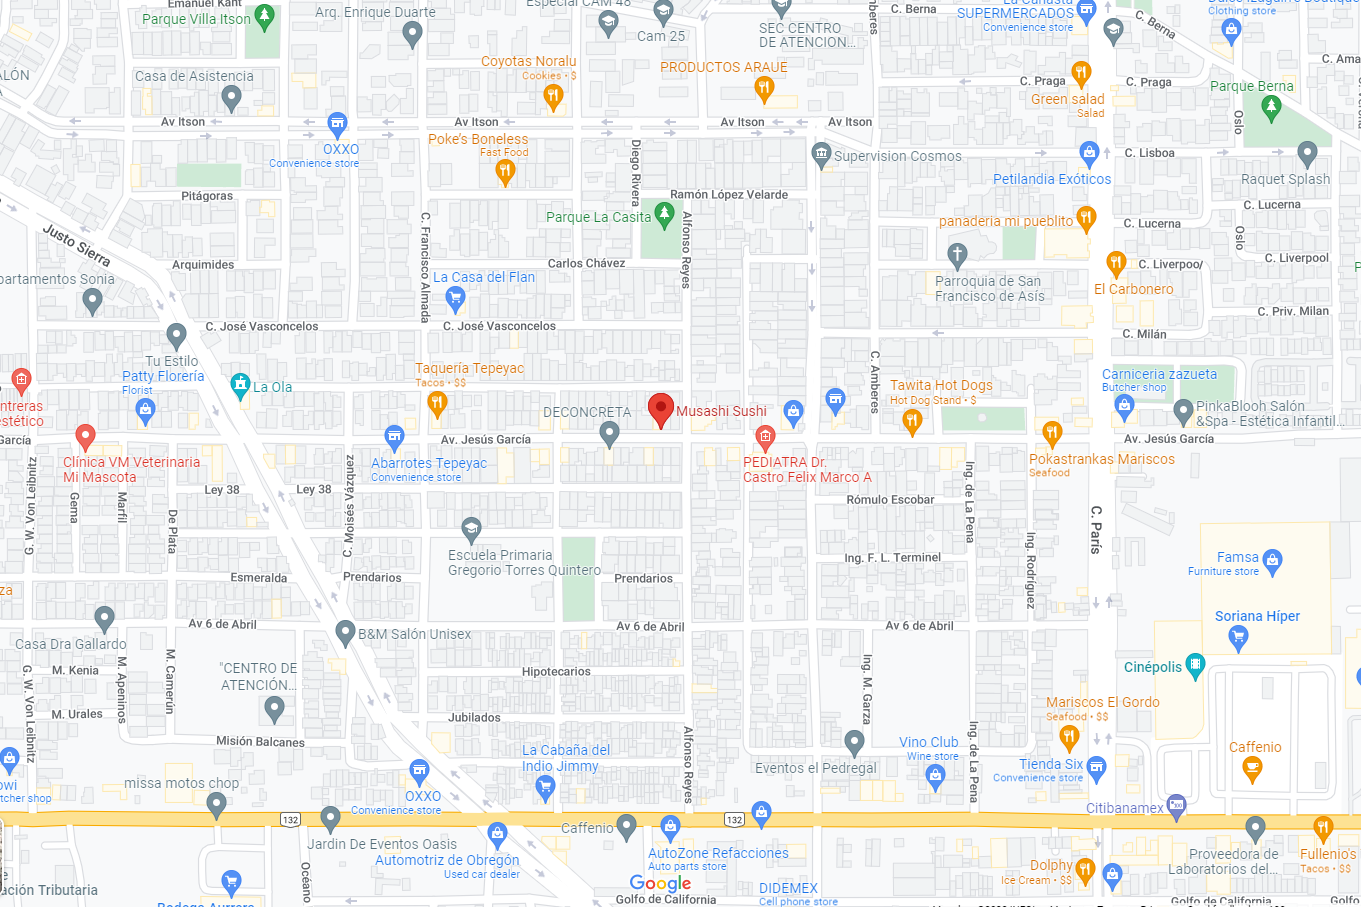 Emanuel Kant
Parque Villa Itson
Arq. Enrique Duarte
Especial CAM 48
Cam 25
SEC CENTRO
DE ATENCION...
C. Berna
SUPERMERCADOS
Convenience store
C. Berna
Clothing store
Casa de Asistencia
Coyotas Noralu
Cookies • $
PRODUCTOS ARAUE
C. Praga
C. Praga
Green salad
Salad
Parque Berna
Av Itson
Av Itson
Av Itson
Av Itson
OXXO
Convenience store
Poke's Boneless
Fast Food
Diego Rivera
Supervision Cosmos
C. Lisboa
Oslo
Petilandia Exóticos
Raquet Splash
Pitágoras
Ramón López Velarde
Parque La Casita
Alfonso Reyes
C. Francisco Almada
panaderia mi pueblito
C. Lucerna
C. Lucerna
Oslo
Justo Sierra
Arquimides
Carlos Chávez
C. Liverpoo/
C. Liverpool
partamentos Sonia
La Casa del Flan
Parroquia de San
Francisco de Asís
El Carbonero
C. José Vasconcelos
C. José Vasconcelos
C. Priv. Milan
C. Milán
Tu Estilo
Patty Florería
Florist
La Ola
Taquería Tepeyac
Tacos • $$
C. Amberes
Tawita Hot Dogs
Hot Dog Stand • $
Carniceria zazueta
Butcher shop
ntreras
estético
DECONCRETA
Musashi Sushi
PinkaBlooh Salón
&Spa - Estética Infantil...
García
Av. Jesús García
Av. Jesús García
Clínica VM Veterinaria
Mi Mascota
Abarrotes Tepeyac
Convenience store
PEDIATRA Dr.
Castro Felix Marco A
Pokastrankas Mariscos
Seafood
G. W. Von Leibnitz
Gema
Marfil
De Plata
Ley 38
Ley 38
C. Moisés Vázquez
Rómulo Escobar
Ing. de La Pena
C. París
Escuela Primaria
Gregorio Torres Quintero
Ing. F. L. Terminel
Ing. Rodríguez
Famsa
Furniture store
Esmeralda
Prendarios
Prendarios
za
Soriana Híper
Casa Dra Gallardo
Av 6 de Abril
B&M Salón Unisex
Av 6 de Abril
Av 6 de Abril
M. Kenia
M. Apeninos
M. Camerún
G. W. Von Leibnitz
"CENTRO DE
ATENCIÓN...
Hipotecarios
Ing. M. Garza
Cinépolis
M. Urales
Jubilados
Mariscos El Gordo
Seafood • $$
Misión Balcanes
Alfonso Reyes
Ing. de La Pena
La Cabaña del
Indio Jimmy
Vino Club
Wine store
Caffenio
Eventos el Pedregal
Tienda Six
Convenience store
owi
tcher shop
missa motos chop
OXXO
Convenience store
Citibanamex
132
132
Jardin De Eventos Oasis
Caffenio
Automotriz de Obregón
Used car dealer
AutoZone Refacciones
Auto parts store
Proveedora de
Laboratorios del...
Fullenio's
Tacos • $$
Océano
Dolphy
Ice Cream • $$
ación Tributaria
Google
DIDEMEX
Cell phone store
Golfo de California